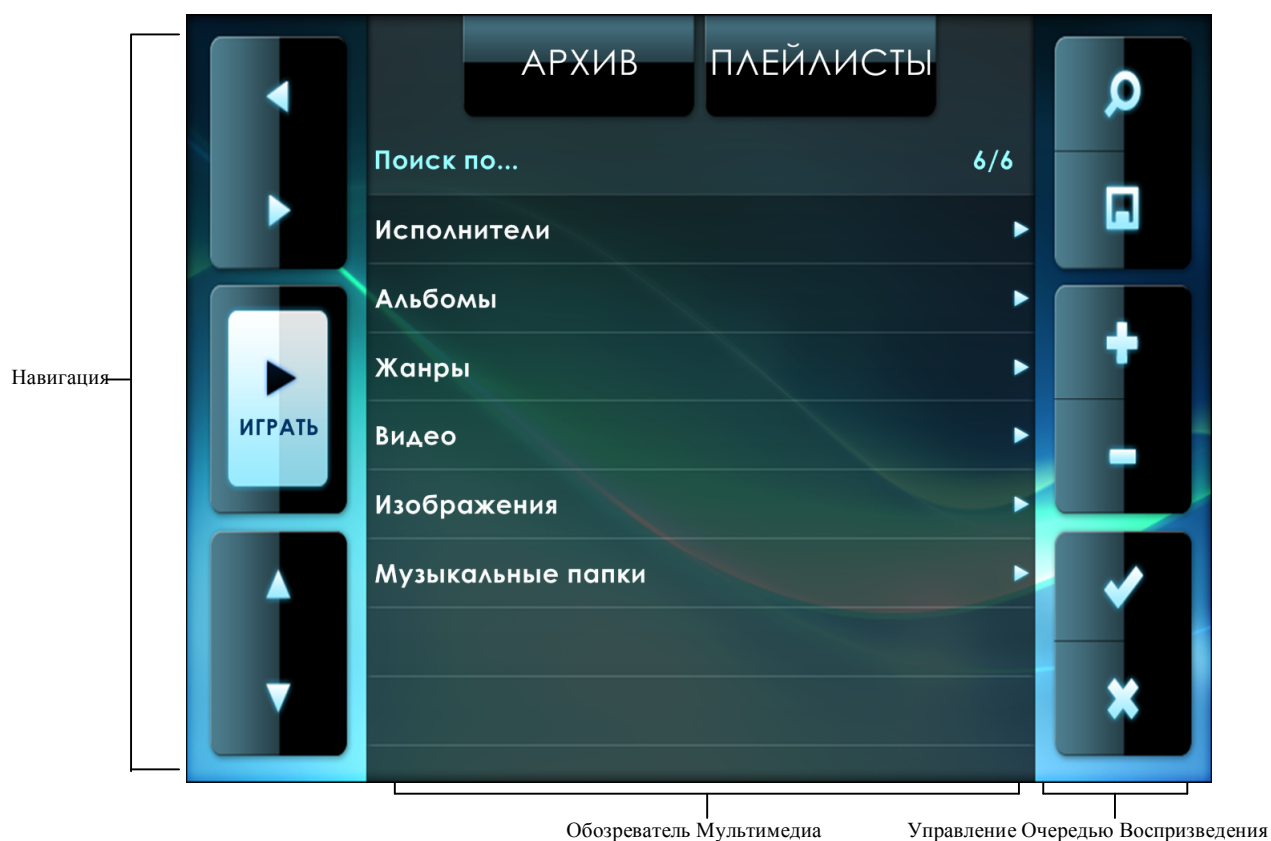 АРХИВ
ПЛЕЙЛИСТЫ
Поиск по... 6/6
Исполнители
Альбомы
Жанры
Видео
Изображения
Музыкальные папки
ИГРАТЬ
Навигация
Обозреватель Мультимедиа
Управление Очередью Воспризведения